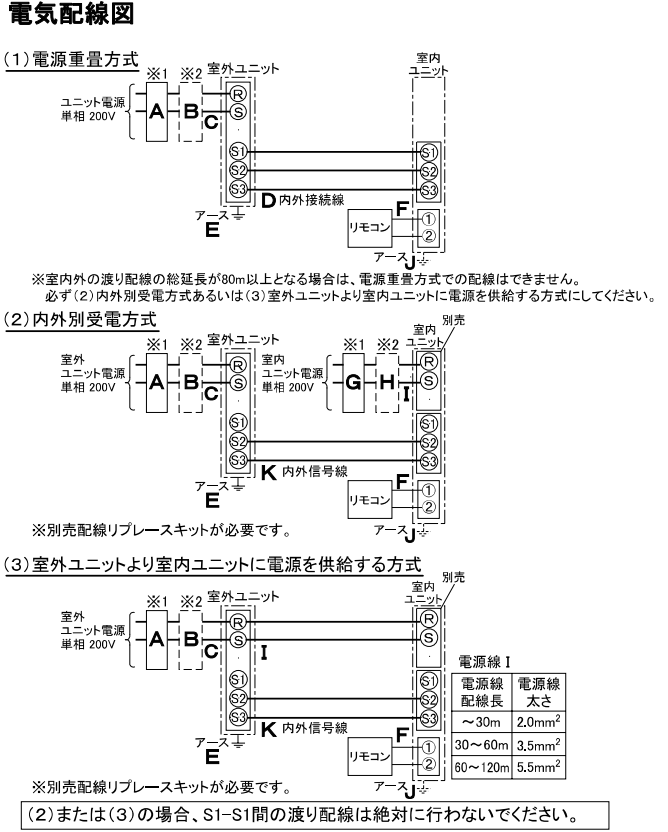 電気配線図
(1)電源重畳方式
※1 ※2 室外ユニット
室内
ユニット
ユニット電源
単相 200V
A B C
R
S
S1 S1
S2 S2
S3 S3
D 内外接続線
アース
E
リモコン
F
①
②
アース J
※室内外の渡り配線の総延長が80m以上となる場合は、電源重畳方式での配線はできません。
必ず(2)内外別受電方式あるいは(3)室外ユニットより室内ユニットに電源を供給する方式にしてください。
(2)内外別受電方式
※1 ※2 室外ユニット ※1 ※2
室内
ユニット
別売
室外
ユニット電源
単相 200V
A B C
R
S
室内
ユニット電源
単相 200V
G H I
R
S
S1 S1
S2 S2
S3 S3
K 内外信号線
アース
E
リモコン
F
①
②
アース J
※別売配線リプレースキットが必要です。
(3)室外ユニットより室内ユニットに電源を供給する方式
※1 ※2 室外ユニット
室内
ユニット
別売
室外
ユニット電源
単相 200V
A B C
R R
S S
I
S1 S1
S2 S2
S3 S3
K 内外信号線
アース
E
リモコン
F
①
②
アース J
電源線 I
電源線配線長 電源線太さ
~30m 2.0mm²
30~60m 3.5mm²
60~120m 5.5mm²
※別売配線リプレースキットが必要です。
(2)または(3)の場合、S1-S1間の渡り配線は絶対に行わないでください。